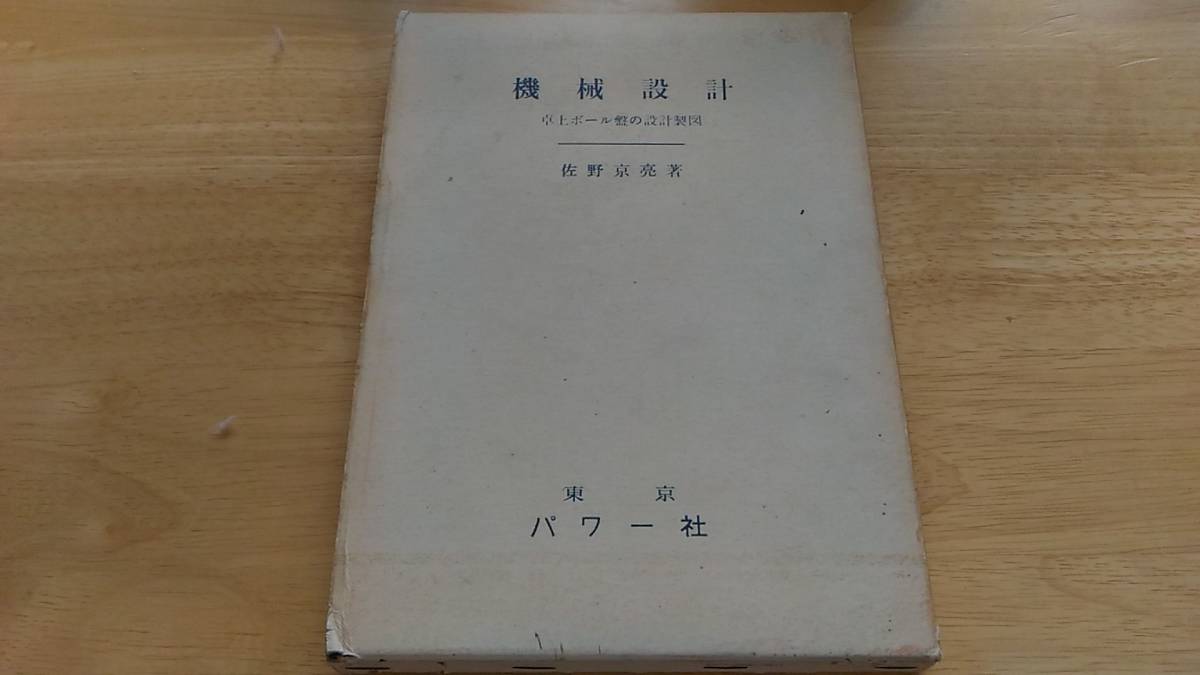 機械設計
卓上ボール盤の設計製図
佐野京亮著
東京
パワー社